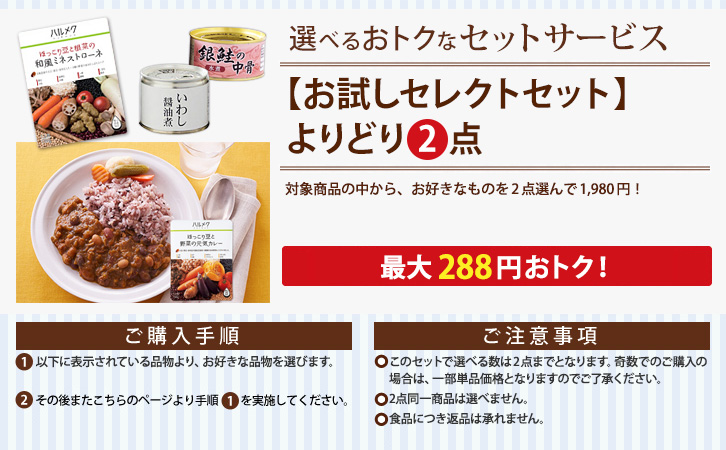 ハルメク
ほっこり豆と根菜の
和風ミネストローネ
銀鮭の
中骨
水煮
いわし
醤油煮
選べるおトクなセットサービス
【お試しセレクトセット】
よりどり2点
対象商品の中から、お好きなものを2点選んで1,980円！
ハルメク
ほっこり豆と
野菜の元気カレー
最大288円おトク！
ご購入手順
1 以下に表示されている品物より、お好きな品物を選びます。
2 その後またこちらのページより手順1を実施してください。
ご注意事項
このセットで選べる数は2点までとなります。奇数でのご購入の
場合は、一部単品価格となりますのでご了承ください。
2点同一商品は選べません。
食品につき返品は承れません。